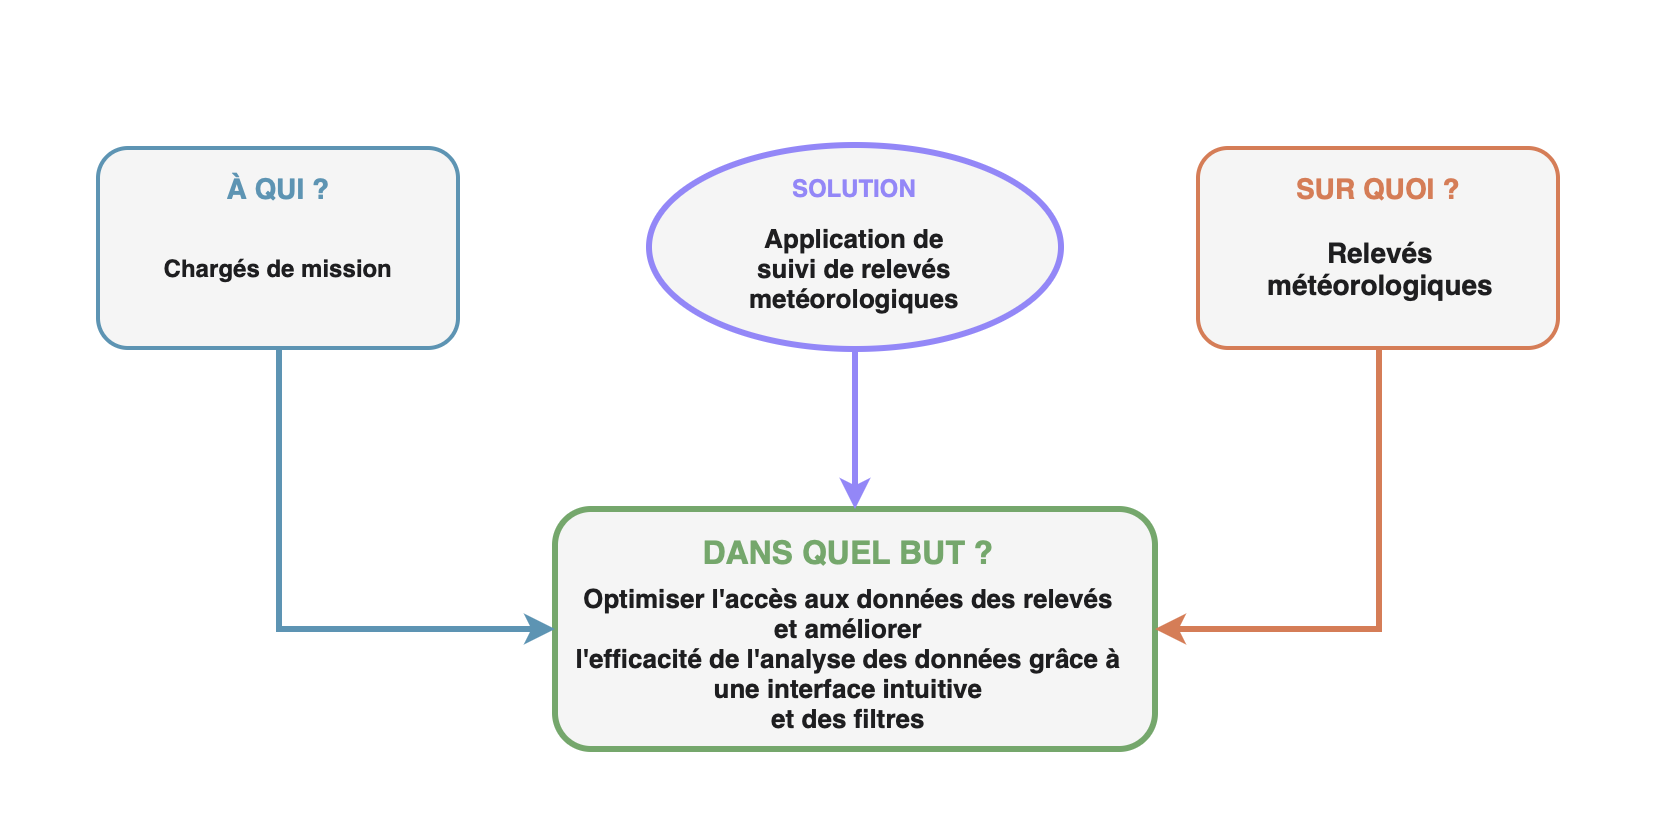 À QUI ?
Chargés de mission
SOLUTION
Application de
suivi de relevés
metéorologiques
SUR QUOI ?
Relevés
météorologiques
DANS QUEL BUT ?
Optimiser l'accès aux données des relevés
et améliorer
l'efficacité de l'analyse des données grâce à
une interface intuitive
et des filtres